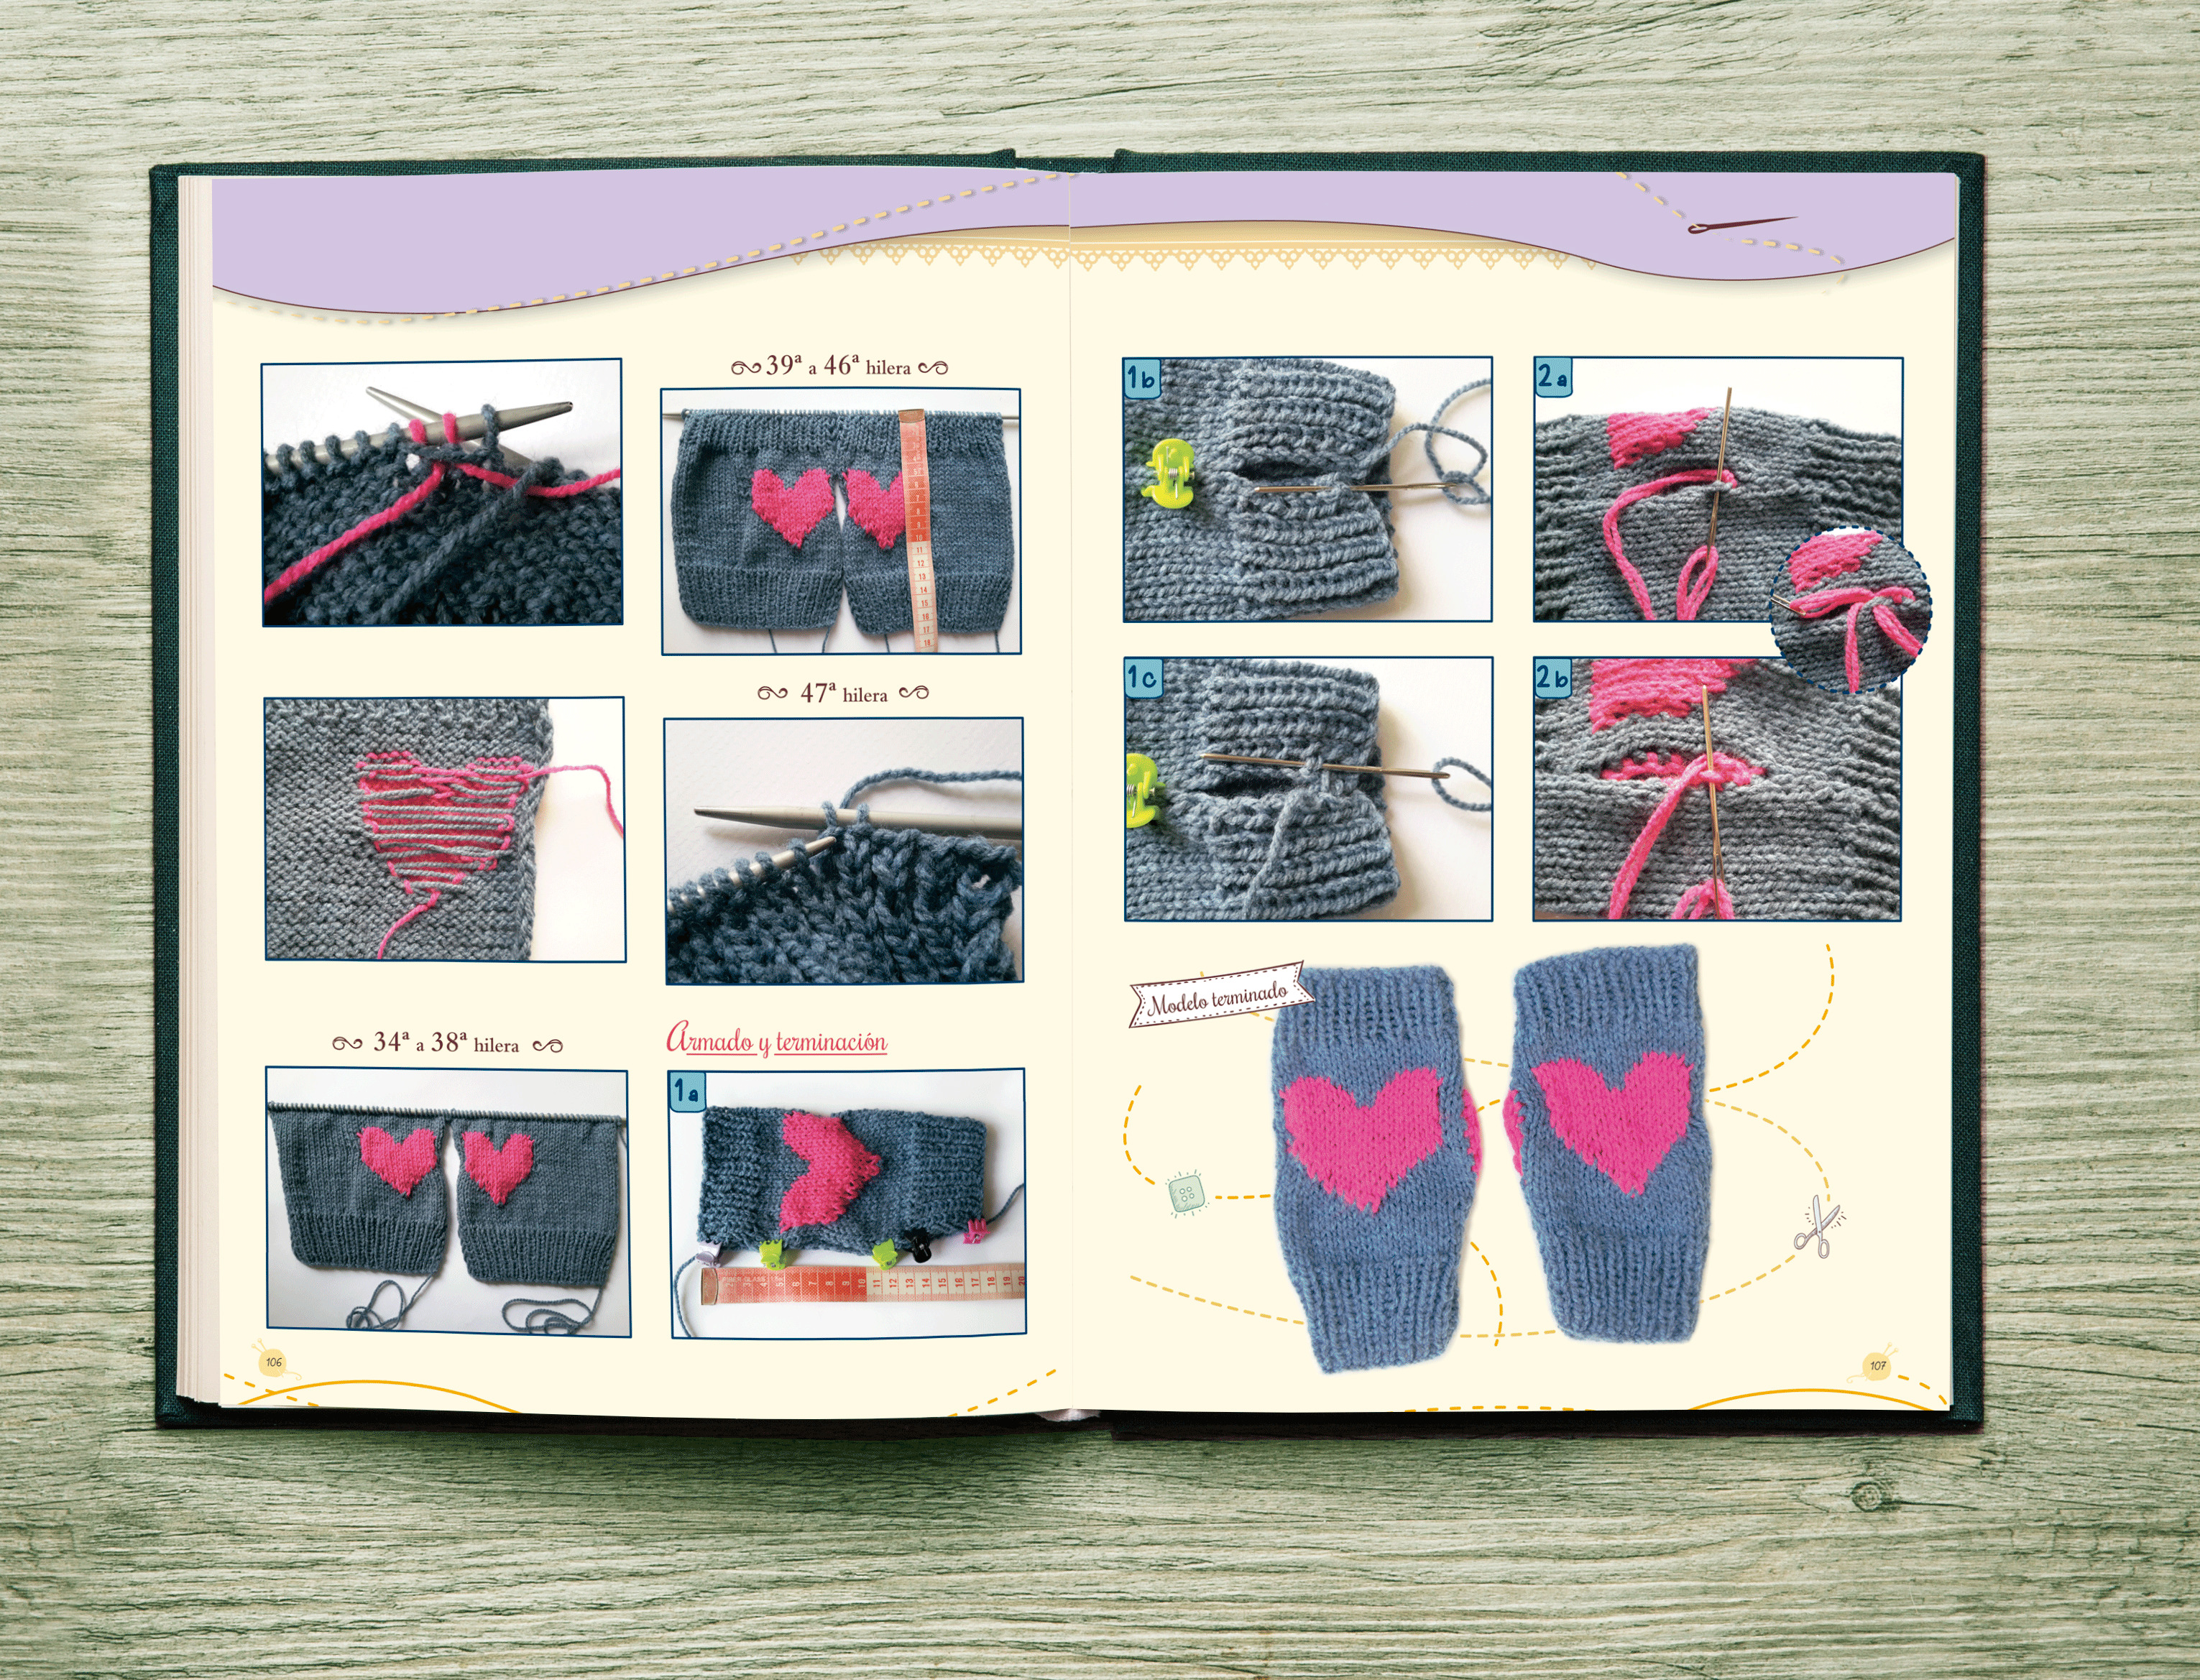 34ª a 38ª hilera
39ª a 46ª hilera
47ª hilera
Armado y terminación
1a
106
1b
1c
2a
2b
Modelo terminado
107